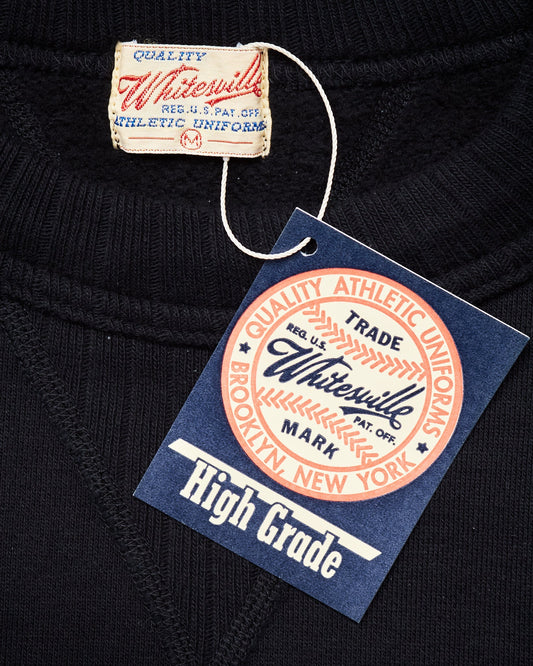 QUALITY
Whitesville
REG.U.S.PAT.OFF.
ATHLETIC UNIFORMS
M
QUALITY ATHLETIC UNIFORMS
TRADE
REG. U.S.
Whitesville
PAT. OFF.
MARK
BROOKLYN, NEW YORK
High Grade